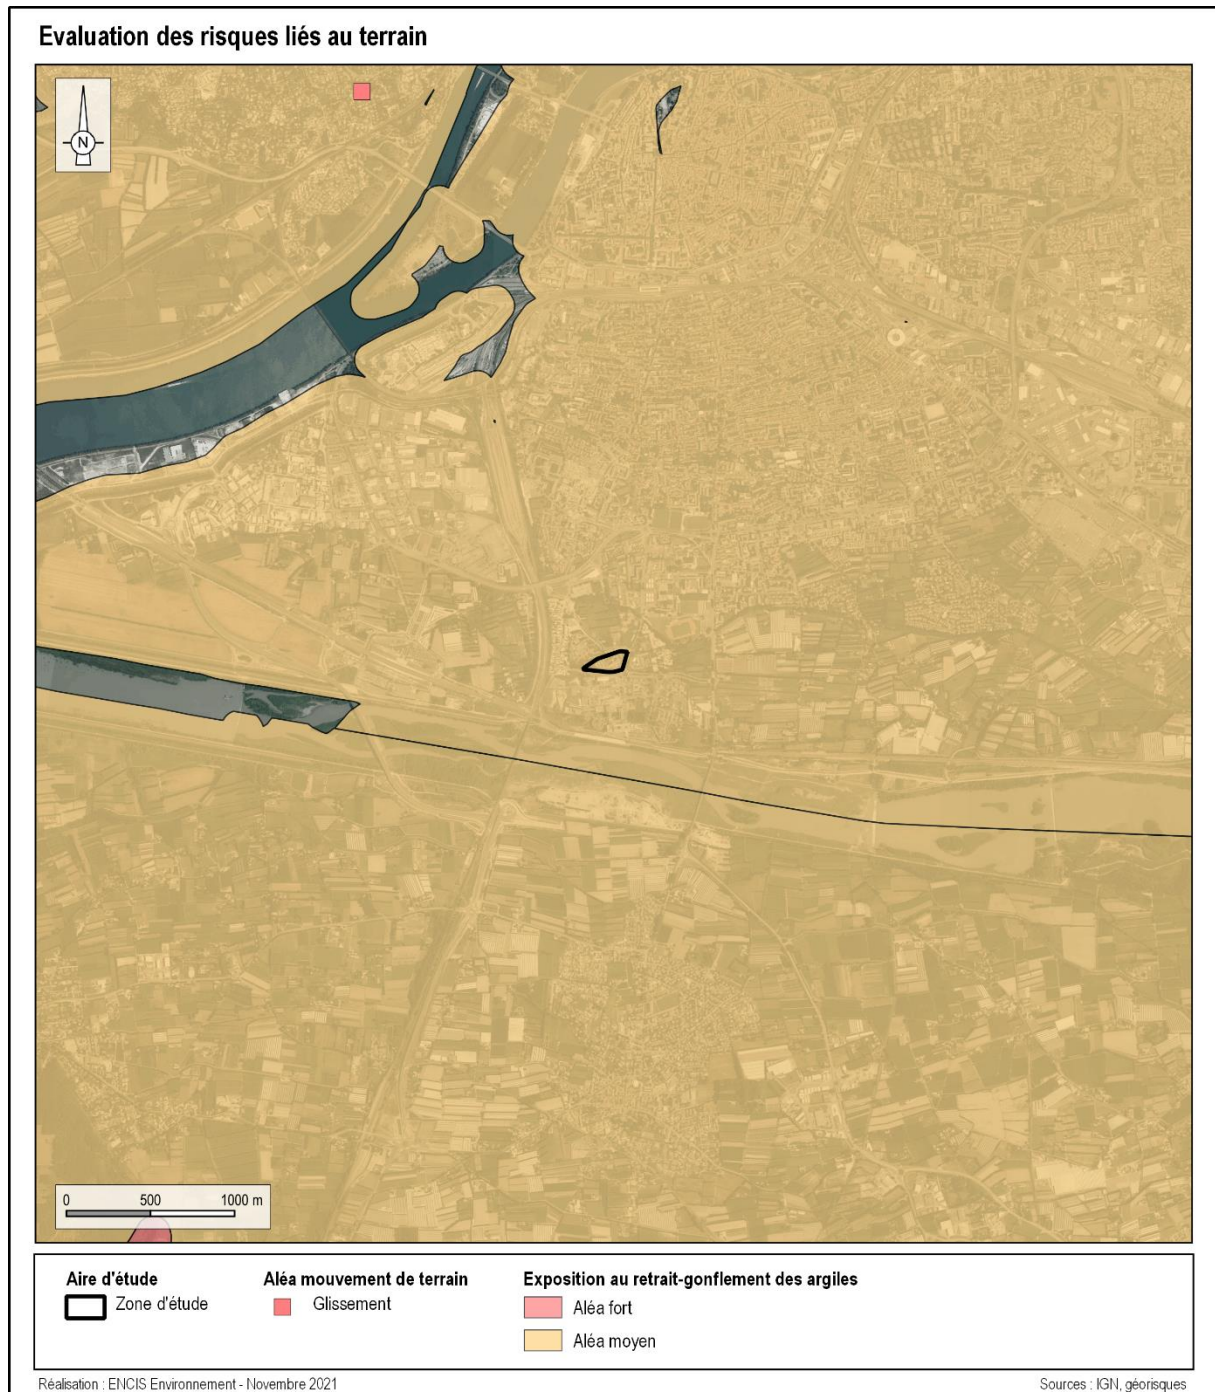 Evaluation des risques liés au terrain
N
0 500 1000 m
Aire d'étude
Zone d'étude
Aléa mouvement de terrain
Glissement
Exposition au retrait-gonflement des argiles
Aléa fort
Aléa moyen
Réalisation : ENCIS Environnement - Novembre 2021
Sources : IGN, géorisques